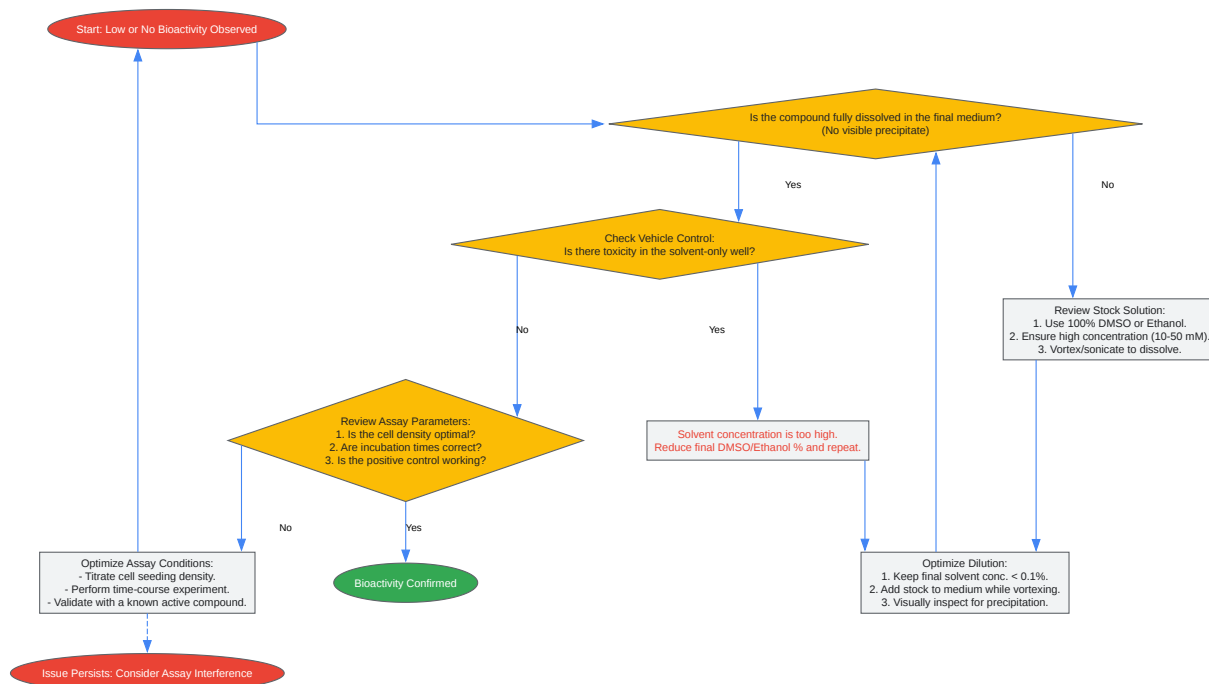 Start: Low or No Bioactivity Observed
Is the compound fully dissolved in the final medium?
(No visible precipitate)
Yes
No
Check Vehicle Control:
Is there toxicity in the solvent-only well?
No
Yes
Review Stock Solution:
1. Use 100% DMSO or Ethanol.
2. Ensure high concentration (10-50 mM).
3. Vortex/sonicate to dissolve.
Review Assay Parameters:
1. Is the cell density optimal?
2. Are incubation times correct?
3. Is the positive control working?
Solvent concentration is too high.
Reduce final DMSO/Ethanol % and repeat.
No
Yes
Optimize Assay Conditions:
- Titrate cell seeding density.
- Perform time-course experiment.
- Validate with a known active compound.
Bioactivity Confirmed
Optimize Dilution:
1. Keep final solvent conc. < 0.1%.
2. Add stock to medium while vortexing.
3. Visually inspect for precipitation.
Issue Persists: Consider Assay Interference